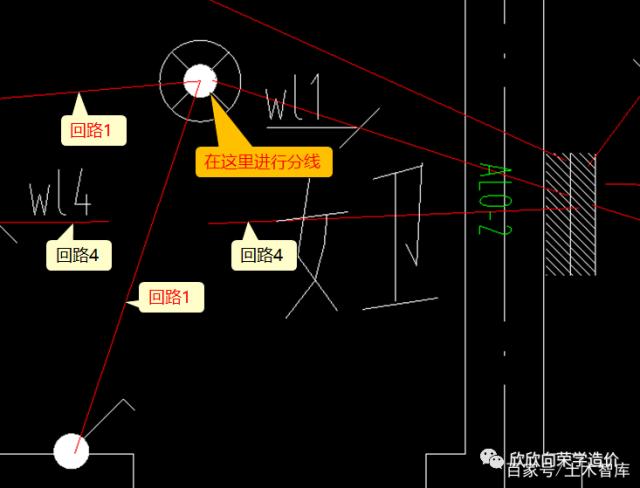 wl1
回路1
在这里进行分线
AL0-2
wl4
回路4
回路4
女卫
回路1
欣欣向荣学造价
百家号/土木智库